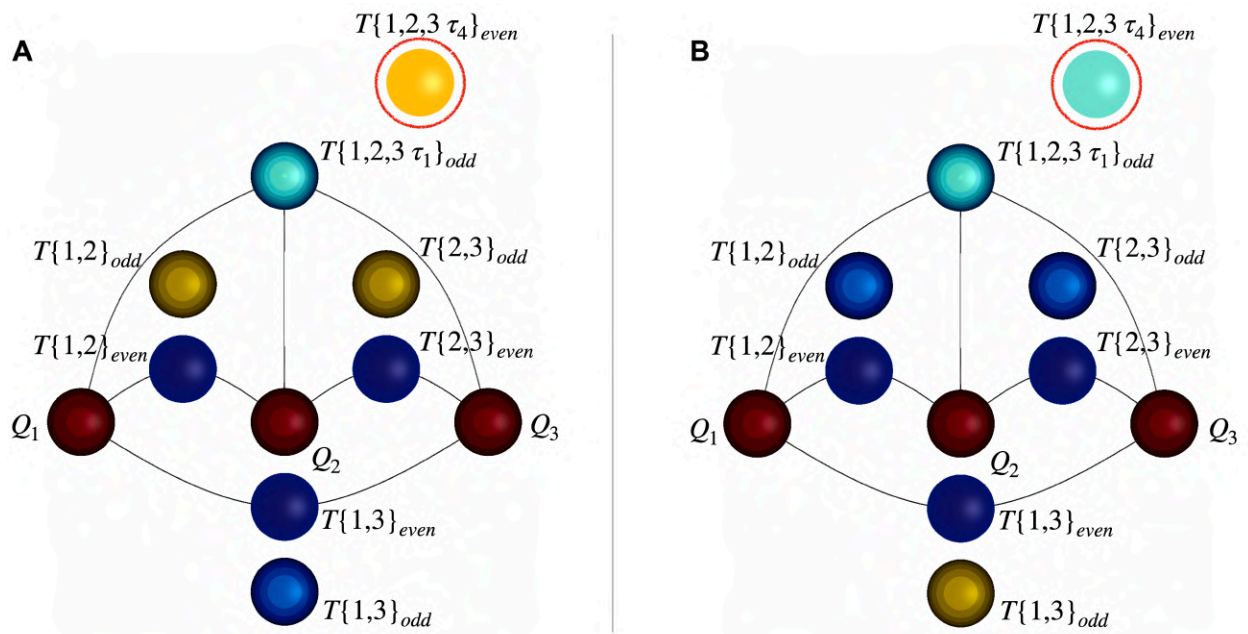 A
T{1,2,3 τ₄}even
T{1,2,3 τ₁}odd
T{1,2}odd
T{2,3}odd
T{1,2}even
T{2,3}even
Q₁
Q₂
Q₃
T{1,3}even
T{1,3}odd
B
T{1,2,3 τ₄}even
T{1,2,3 τ₁}odd
T{1,2}odd
T{2,3}odd
T{1,2}even
T{2,3}even
Q₁
Q₂
Q₃
T{1,3}even
T{1,3}odd